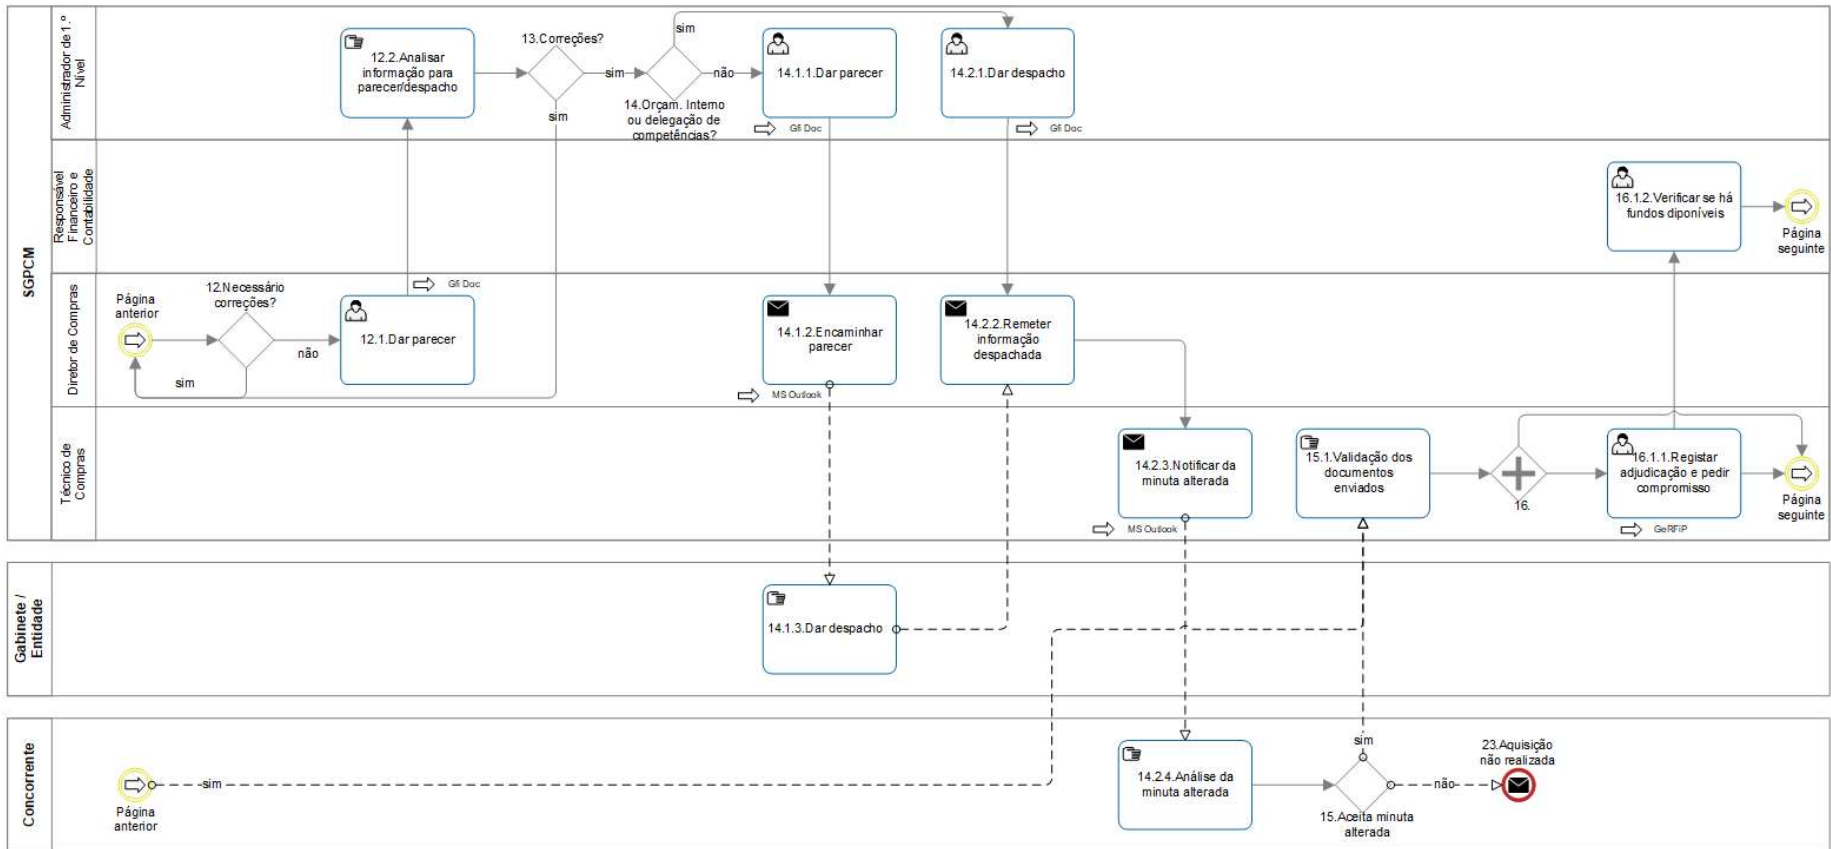 SGPCM
Administrador de 1.º
Nível
12.2.Analisar
informação para
parecer/despacho
13.Correções?
sim
sim
14.Orçam. Interno
ou delegação de
competências?
sim
não
14.1.1.Dar parecer
Gfi Doc
14.2.1.Dar despacho
Gfi Doc
Responsável
Financeiro e
Contabilidade
16.1.2.Verificar se há
fundos diponíveis
Página
seguinte
Diretor de Compras
Página
anterior
12.Necessário
correções?
sim
não
12.1.Dar parecer
Gfi Doc
14.1.2.Encaminhar
parecer
MS Outlook
14.2.2.Remeter
informação
despachada
Técnico de
Compras
14.2.3.Notificar da
minuta alterada
MS Outlook
15.1.Validação dos
documentos
enviados
16.
16.1.1.Registar
adjudicação e pedir
compromisso
GeRFiP
Página
seguinte
Gabinete /
Entidade
14.1.3.Dar despacho
Concorrente
Página
anterior
sim
14.2.4.Análise da
minuta alterada
sim
15.Aceita minuta
alterada
não
23.Aquisição
não realizada